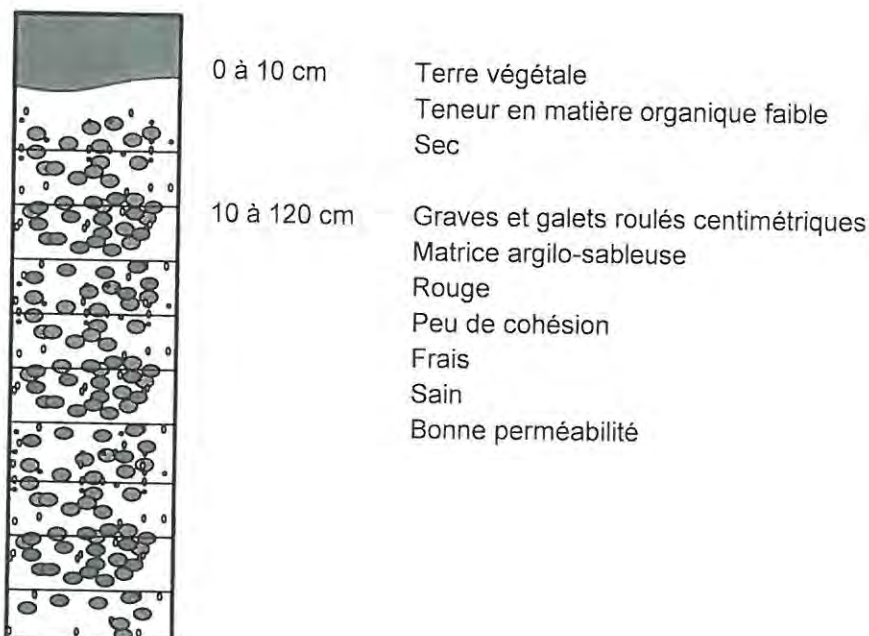 0 à 10 cm Terre végétale
Teneur en matière organique faible
Sec
10 à 120 cm Graves et galets roulés centimétriques
Matrice argilo-sableuse
Rouge
Peu de cohésion
Frais
Sain
Bonne perméabilité